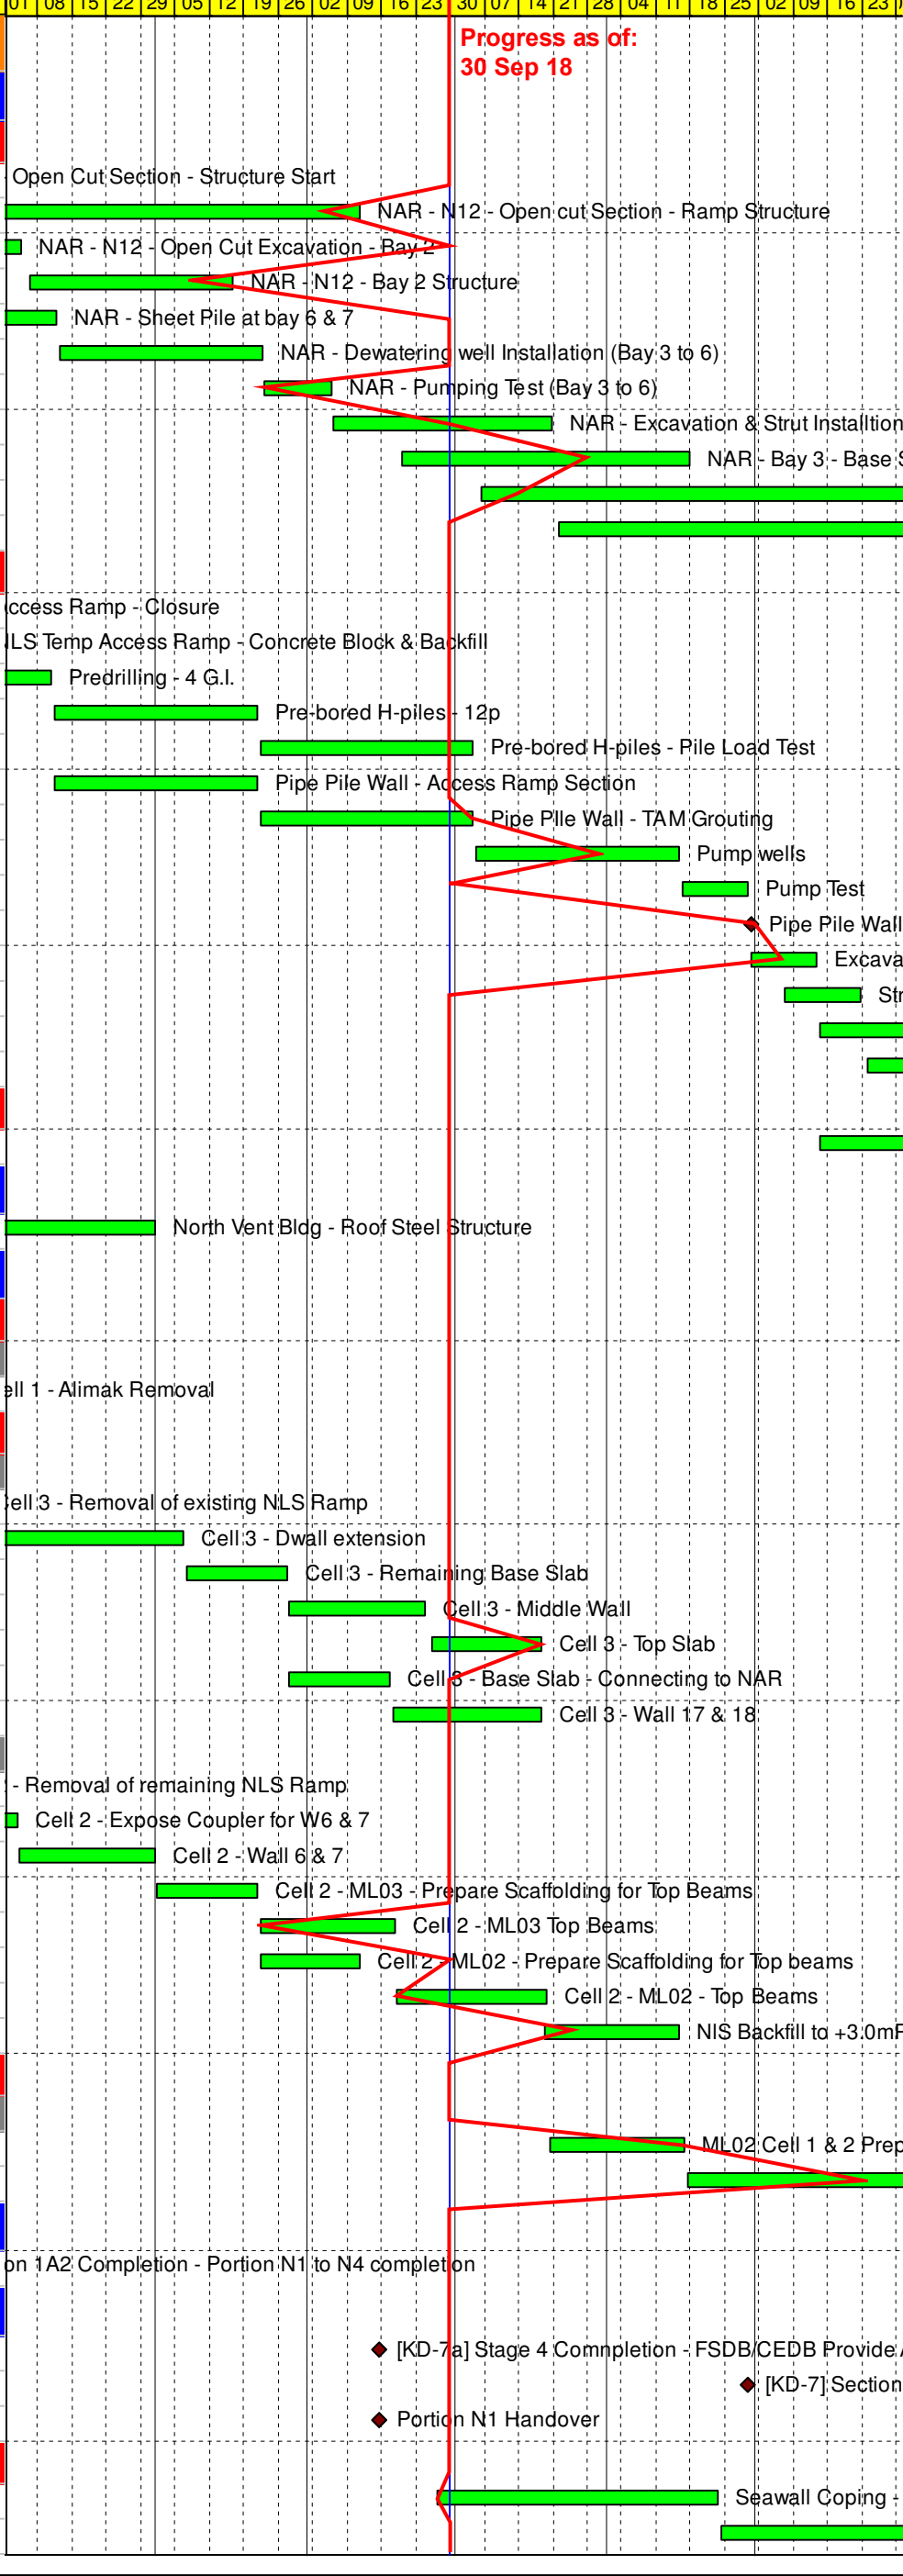 01 08 15 22 29 05 12 19 26 02 09 16 23 30 07 14 21 28 04 11 18 25 02 09 16 23
Progress as of:
30 Sep 18
Open Cut Section - Structure Start
NAR - N12 - Open cut Section - Ramp Structure
NAR - N12 - Open Cut Excavation - Bay 2
NAR - N12 - Bay 2 Structure
NAR - Sheet Pile at bay 6 & 7
NAR - Dewatering well Installation (Bay 3 to 6)
NAR - Pumping Test (Bay 3 to 6)
NAR - Excavation & Strut Installtion
NAR - Bay 3 - Base S
ccess Ramp - Closure
LS Temp Access Ramp - Concrete Block & Backfill
Predrilling - 4 G.I.
Pre-bored H-piles - 12p
Pre-bored H-piles - Pile Load Test
Pipe Pile Wall - Access Ramp Section
Pipe PIle Wall - TAM Grouting
Pump wells
Pump Test
Pipe Pile Wall
Excava
Str
North Vent Bldg - Roof Steel Structure
ell 1 - Alimak Removal
ell 3 - Removal of existing NLS Ramp
Cell 3 - Dwall extension
Cell 3 - Remaining Base Slab
Cell 3 - Middle Wall
Cell 3 - Top Slab
Cell 3 - Base Slab - Connecting to NAR
Cell 3 - Wall 17 & 18
- Removal of remaining NLS Ramp
Cell 2 - Expose Coupler for W6 & 7
Cell 2 - Wall 6 & 7
Cell 2 - ML03 - Prepare Scaffolding for Top Beams
Cell 2 - ML03 Top Beams
Cell 2 - ML02 - Prepare Scaffolding for Top beams
Cell 2 - ML02 - Top Beams
NIS Backfill to +3.0mP
ML02 Cell 1 & 2 Prep
on 1A2 Completion - Portion N1 to N4 completion
[KD-7a] Stage 4 Comnpletion - FSDB/CEDB Provide A
[KD-7] Section
Portion N1 Handover
Seawall Coping -